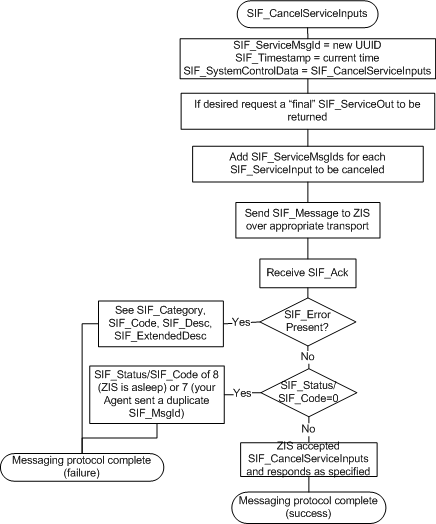 SIF_CancelServiceInputs
SIF_ServiceMsgId = new UUID
SIF_Timestamp = current time
SIF_SystemControlData = SIF_CancelServiceInputs
If desired request a “final” SIF_ServiceOut to be
returned
Add SIF_ServiceMsgIds for each
SIF_ServiceInput to be canceled
Send SIF_Message to ZIS
over appropriate transport
Receive SIF_Ack
SIF_Error
Present?
Yes
See SIF_Category,
SIF_Code, SIF_Desc,
SIF_ExtendedDesc
No
SIF_Status/
SIF_Code=0
Yes
SIF_Status/SIF_Code of 8
(ZIS is asleep) or 7 (your
Agent sent a duplicate
SIF_MsgId)
No
ZIS accepted
SIF_CancelServiceInputs
and responds as specified
Messaging protocol complete
(failure)
Messaging protocol complete
(success)